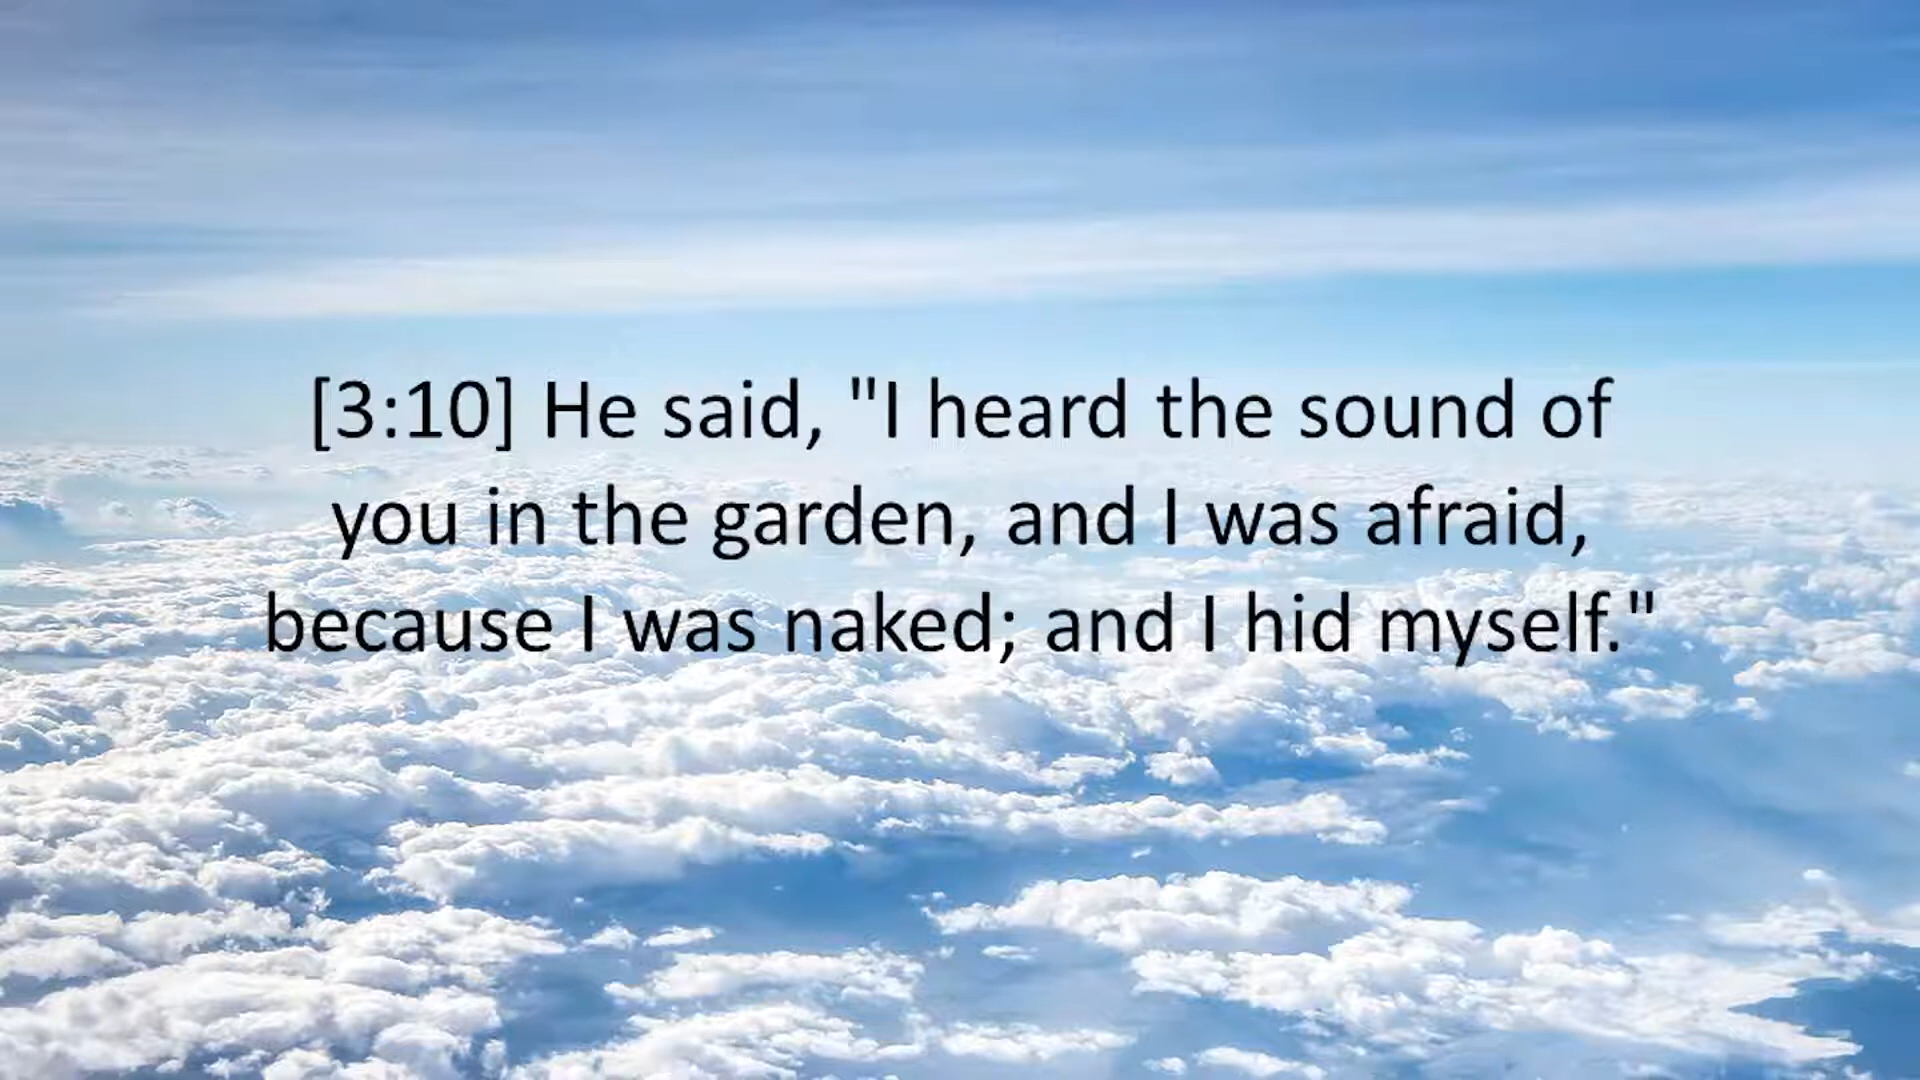 [3:10] He said, "I heard the sound of
you in the garden, and I was afraid,
because I was naked; and I hid myself."